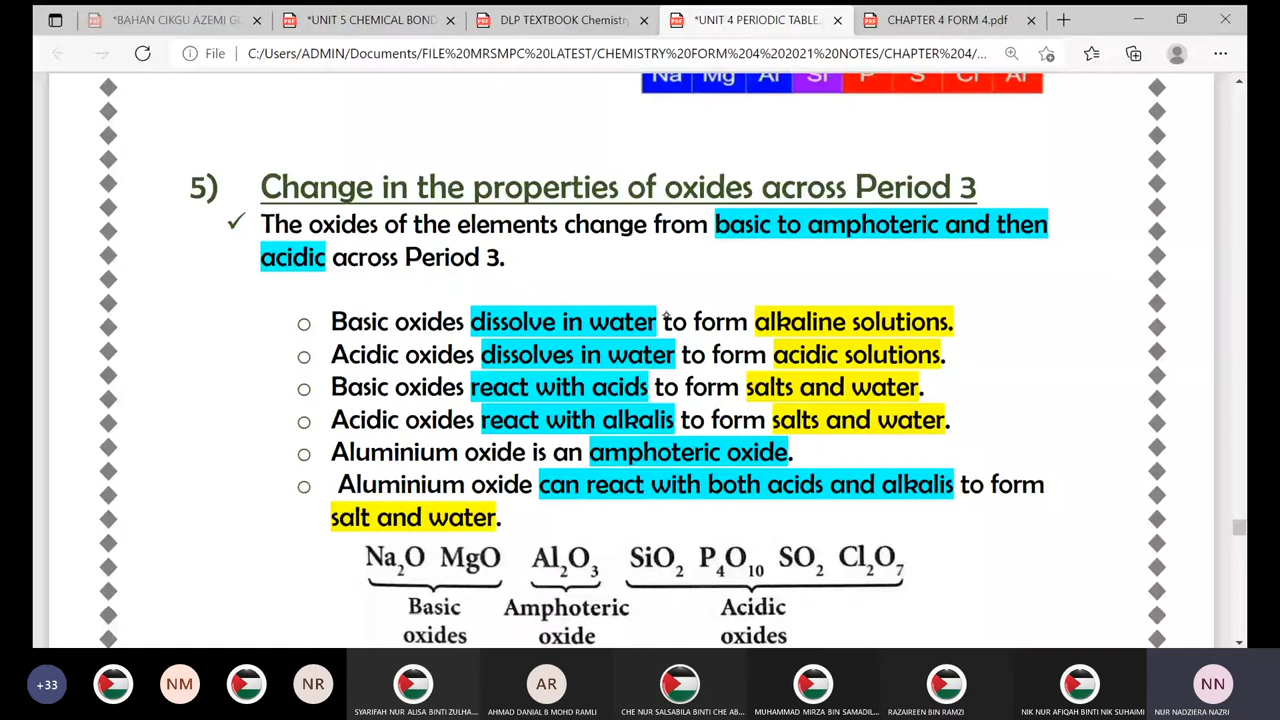 *BAHAN CIKGU AZEMI G
*UNIT 5 CHEMICAL BOND
DLP TEXTBOOK Chemistry
*UNIT 4 PERIODIC TABLE.
CHAPTER 4 FORM 4.pdf
File
C:/Users/ADMIN/Documents/FILE%20MRSMPC%20LATEST/CHEMISTRY%20FORM%204%202021%20NOTES/CHAPTER%204/...
Na Mg Al Si P S Cl Ar
5) Change in the properties of oxides across Period 3
✓ The oxides of the elements change from basic to amphoteric and then
acidic across Period 3.
o Basic oxides dissolve in water to form alkaline solutions.
o Acidic oxides dissolves in water to form acidic solutions.
o Basic oxides react with acids to form salts and water.
o Acidic oxides react with alkalis to form salts and water.
o Aluminium oxide is an amphoteric oxide.
o Aluminium oxide can react with both acids and alkalis to form
salt and water.
Na₂O MgO Al₂O₃ SiO₂ P₄O₁₀ SO₂ Cl₂O₇
Basic Amphoteric Acidic
oxides oxide oxides
+33 NM NR AR NN
SYARIFAH NUR ALISA BINTI ZULHA...
AHMAD DANIAL B MOHD RAMLI
CHE NUR SALSABILA BINTI CHE AB...
MUHAMMAD MIRZA BIN SAMADIL...
RAZAIREEN BIN RAMZI
NIK NUR AFIQAH BINTI NIK SUHAIMI
NUR NADZIERA NAZRI